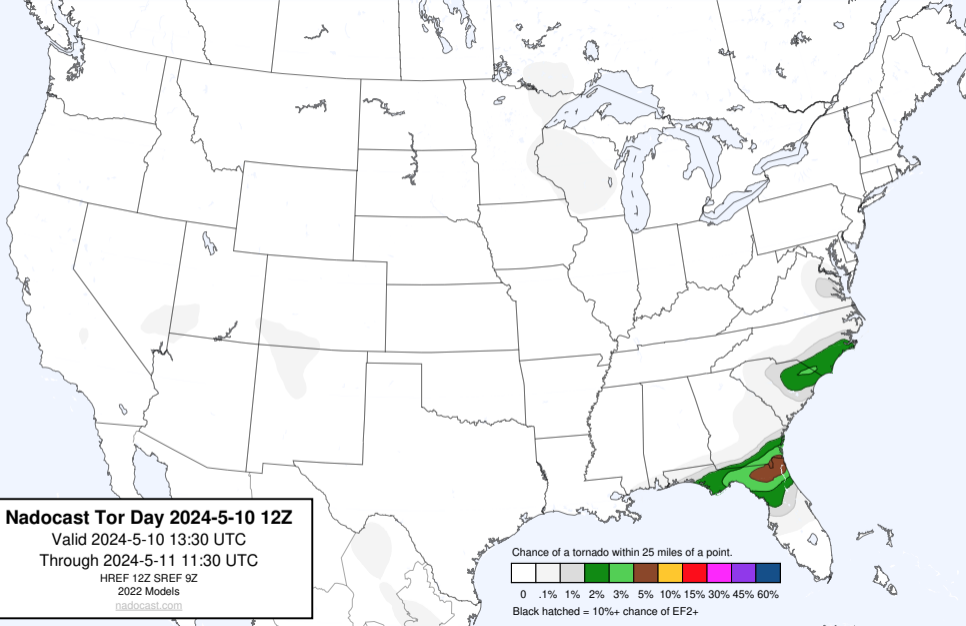 Nadocast Tor Day 2024-5-10 12Z
Valid 2024-5-10 13:30 UTC
Through 2024-5-11 11:30 UTC
HREF 12Z SREF 9Z
2022 Models
nadocast.com
Chance of a tornado within 25 miles of a point.
0 .1% 1% 2% 3% 5% 10% 15% 30% 45% 60%
Black hatched = 10%+ chance of EF2+